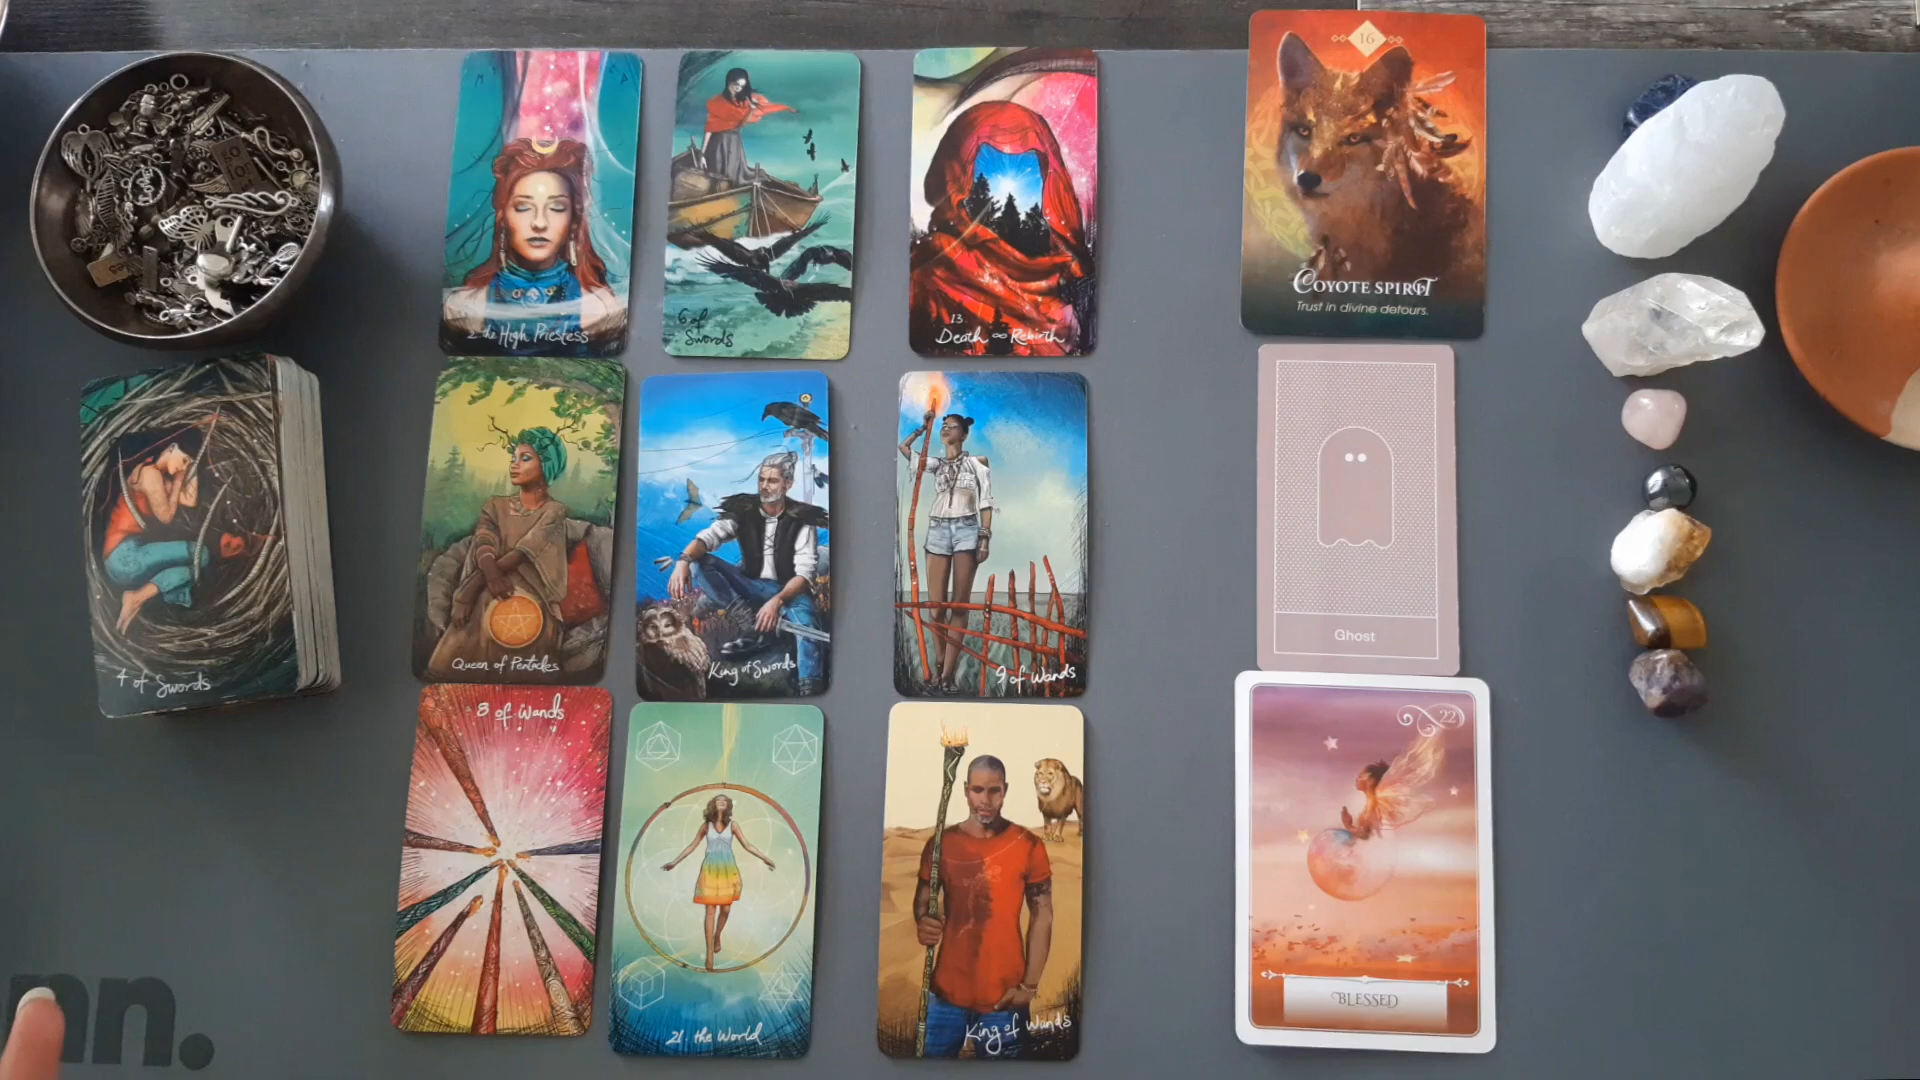 2 the High Priestess
6 of
Swords
13.
Death ∞ Rebirth
16
COYOTE SPIRIT
Trust in divine detours.
4 of Swords
Queen of Pentacles
King of Swords
9 of Wands
Ghost
8 of Wands
21. the World
King of Wands
22
BLESSED
nn.